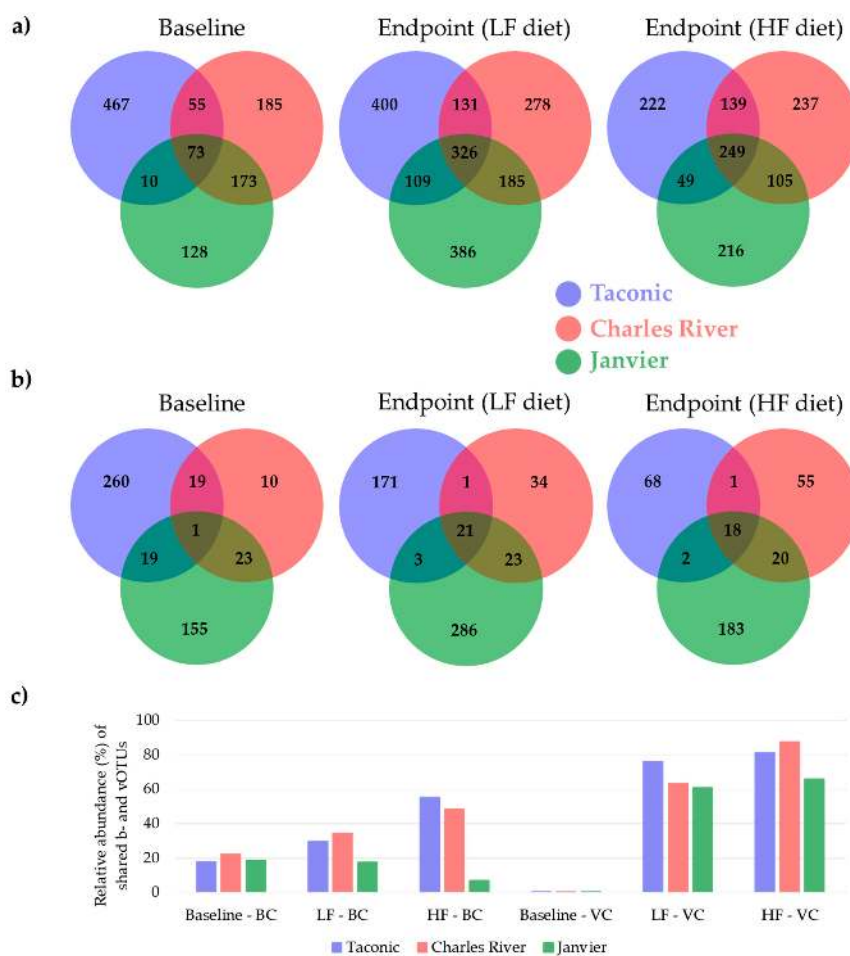 a)
Baseline
Endpoint (LF diet)
Endpoint (HF diet)
467
55
185
73
10
173
128
400
131
278
326
109
185
386
222
139
237
249
49
105
216
Taconic
Charles River
Janvier
b)
Baseline
Endpoint (LF diet)
Endpoint (HF diet)
260
19
10
1
19
23
155
171
1
34
21
3
23
286
68
1
55
18
2
20
183
c)
Relative abundance (%) of
shared b- and vOTUs
100
80
60
40
20
0
Baseline - BC
LF - BC
HF - BC
Baseline - VC
LF - VC
HF - VC
Taconic
Charles River
Janvier